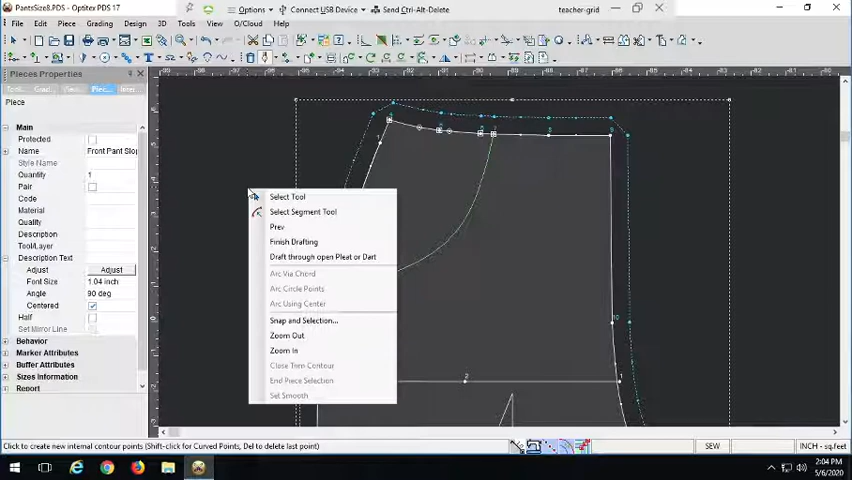 PantsSize8.PDS - Optitex PDS 17
Options
Connect USB Device
Send Ctrl-Alt-Delete
teacher-grid
File Piece Grading Design 3D Tools View O/Cloud Help
Pieces Properties
Piece
Main
Protected
Name Front Pant Slop
Style Name
Quantity 1
Pair
Code
Material
Quality
Description
Tool/Layer
Description Text
Adjust Adjust
Font Size 1.04 inch
Angle 90 deg
Centered
Half
Set Mirror Line
Behavior
Marker Attributes
Buffer Attributes
Sizes Information
Report
Select Tool
Select Segment Tool
Prev
Finish Drafting
Draft through open Pleat or Dart
Arc Via Chord
Arc Circle Points
Arc Using Center
Snap and Selection...
Zoom Out
Zoom In
Close Trim Contour
End Piece Selection
Set Smooth
8
9
10
1
2
1
Click to create new internal contour points (Shift-click for Curved Points, Del to delete last point)
SEW
INCH - sq.feet
2:04 PM
5/6/2020